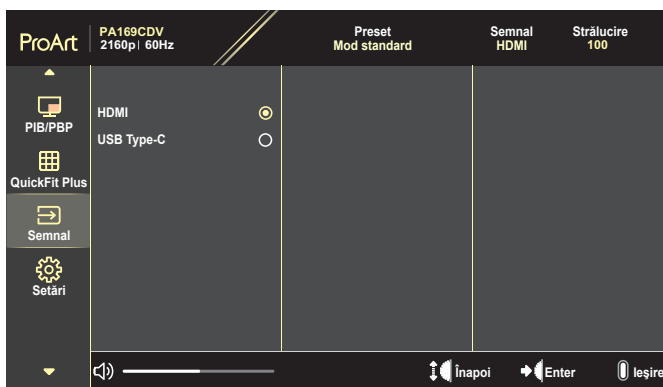 ProArt
PA169CDV
2160p| 60Hz
Preset
Mod standard
Semnal
HDMI
Strălucire
100
PIB/PBP
QuickFit Plus
Semnal
Setări
HDMI
USB Type-C
Înapoi
Enter
Ieșire